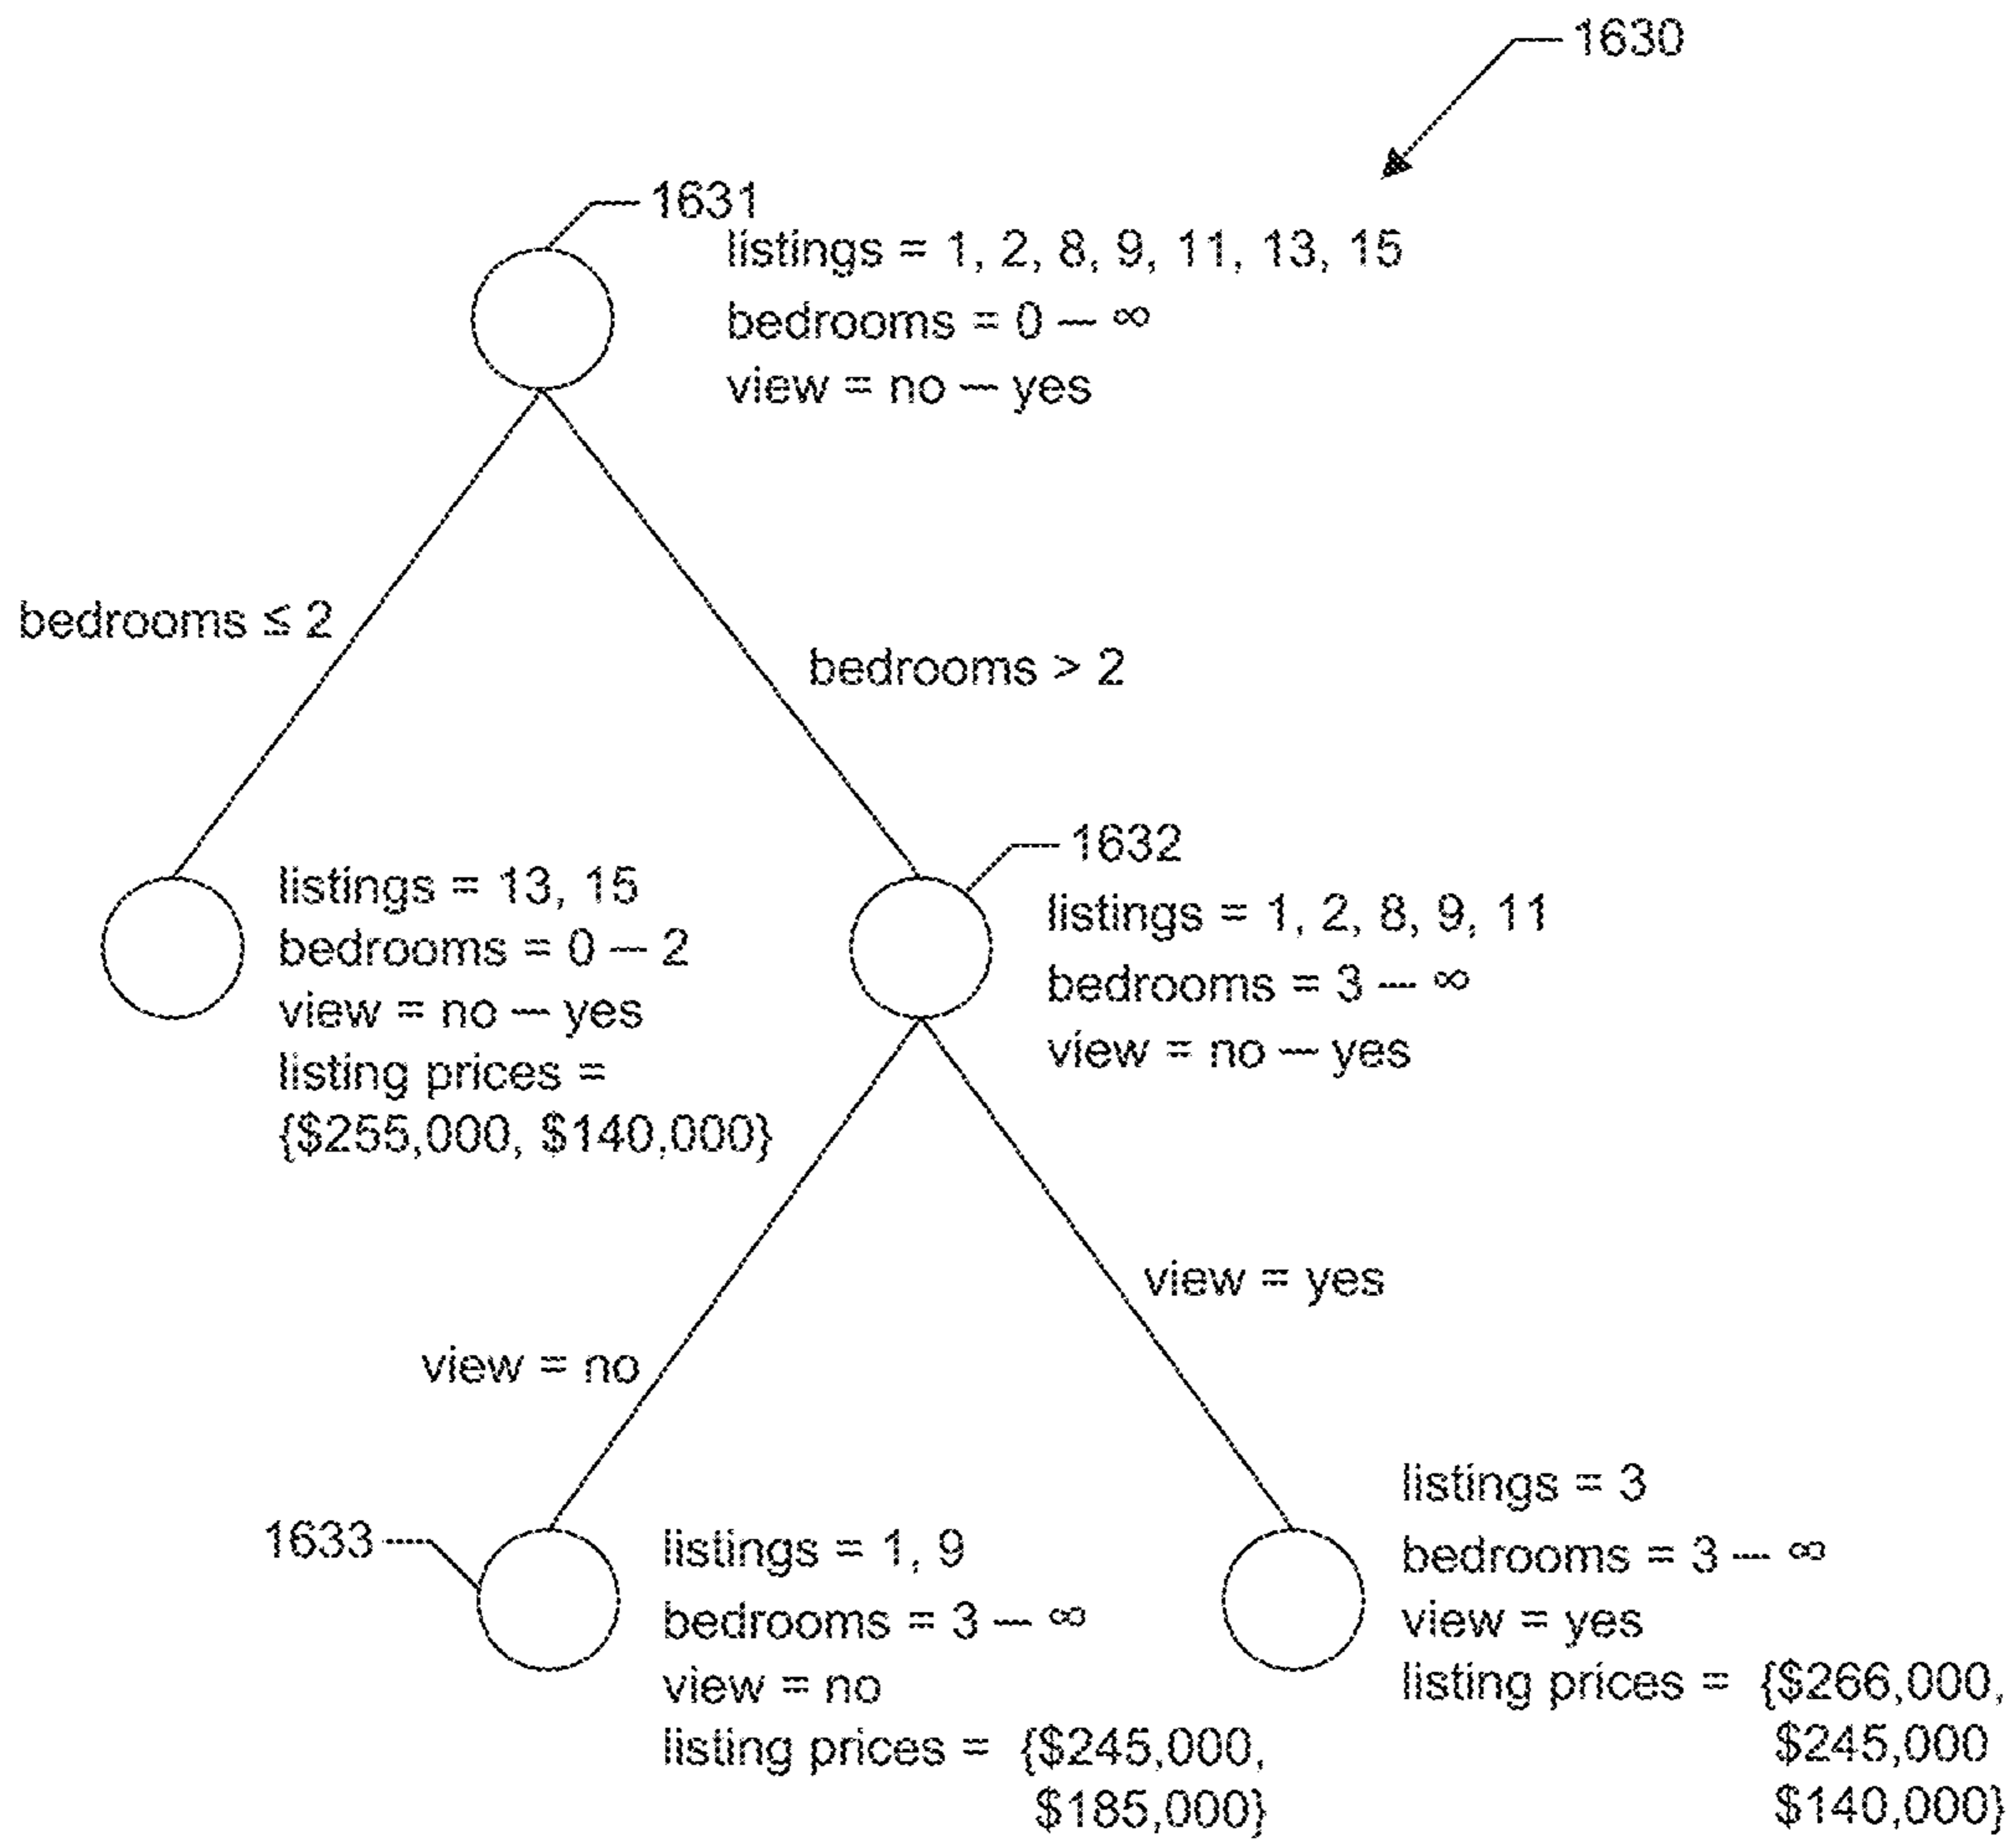 1630
1631
listings = 1, 2, 8, 9, 11, 13, 15
bedrooms = 0 — ∞
view = no — yes
bedrooms ≤ 2
bedrooms > 2
1632
listings = 13, 15
bedrooms = 0 — 2
view = no — yes
listing prices =
{$255,000, $140,000}
listings = 1, 2, 8, 9, 11
bedrooms = 3 — ∞
view = no — yes
view = yes
view = no
1633
listings = 1, 9
bedrooms = 3 — ∞
view = no
listing prices = {$245,000,
$185,000}
listings = 3
bedrooms = 3 — ∞
view = yes
listing prices = {$266,000,
$245,000
$140,000}